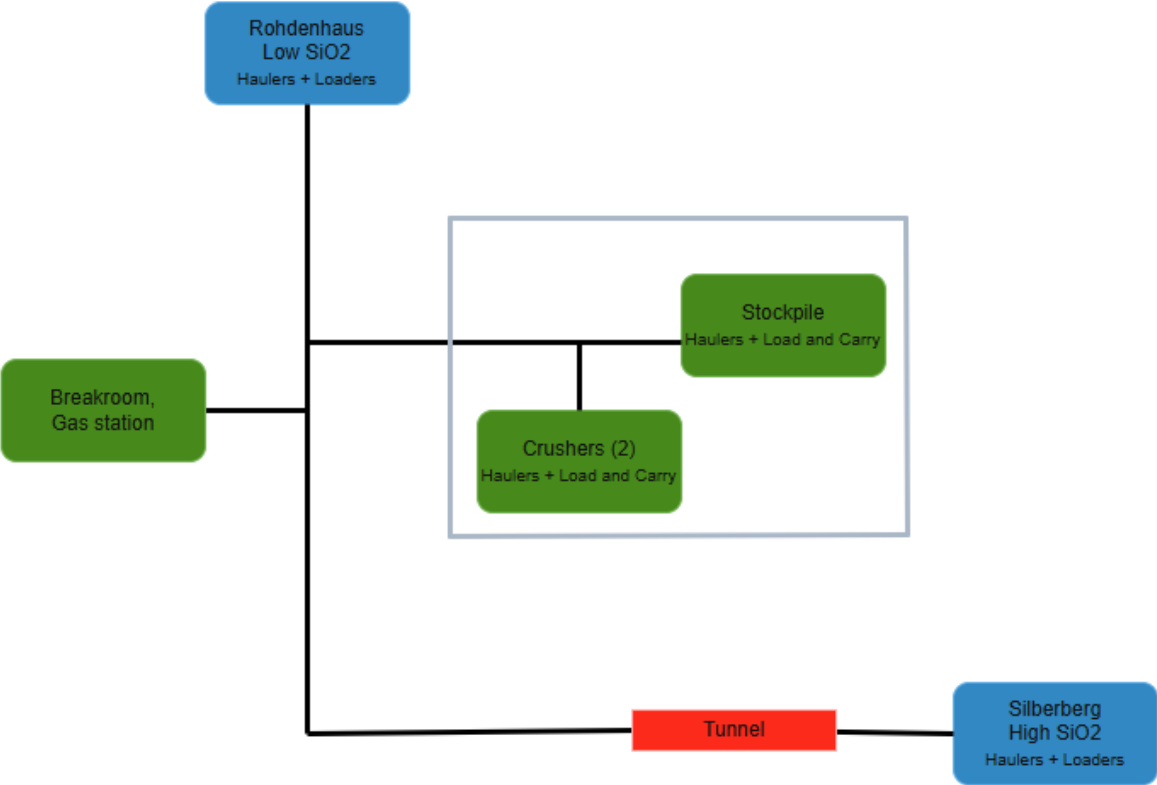 Rohdenhaus
Low SiO2
Haulers + Loaders
Stockpile
Haulers + Load and Carry
Breakroom,
Gas station
Crushers (2)
Haulers + Load and Carry
Tunnel
Silberberg
High SiO2
Haulers + Loaders